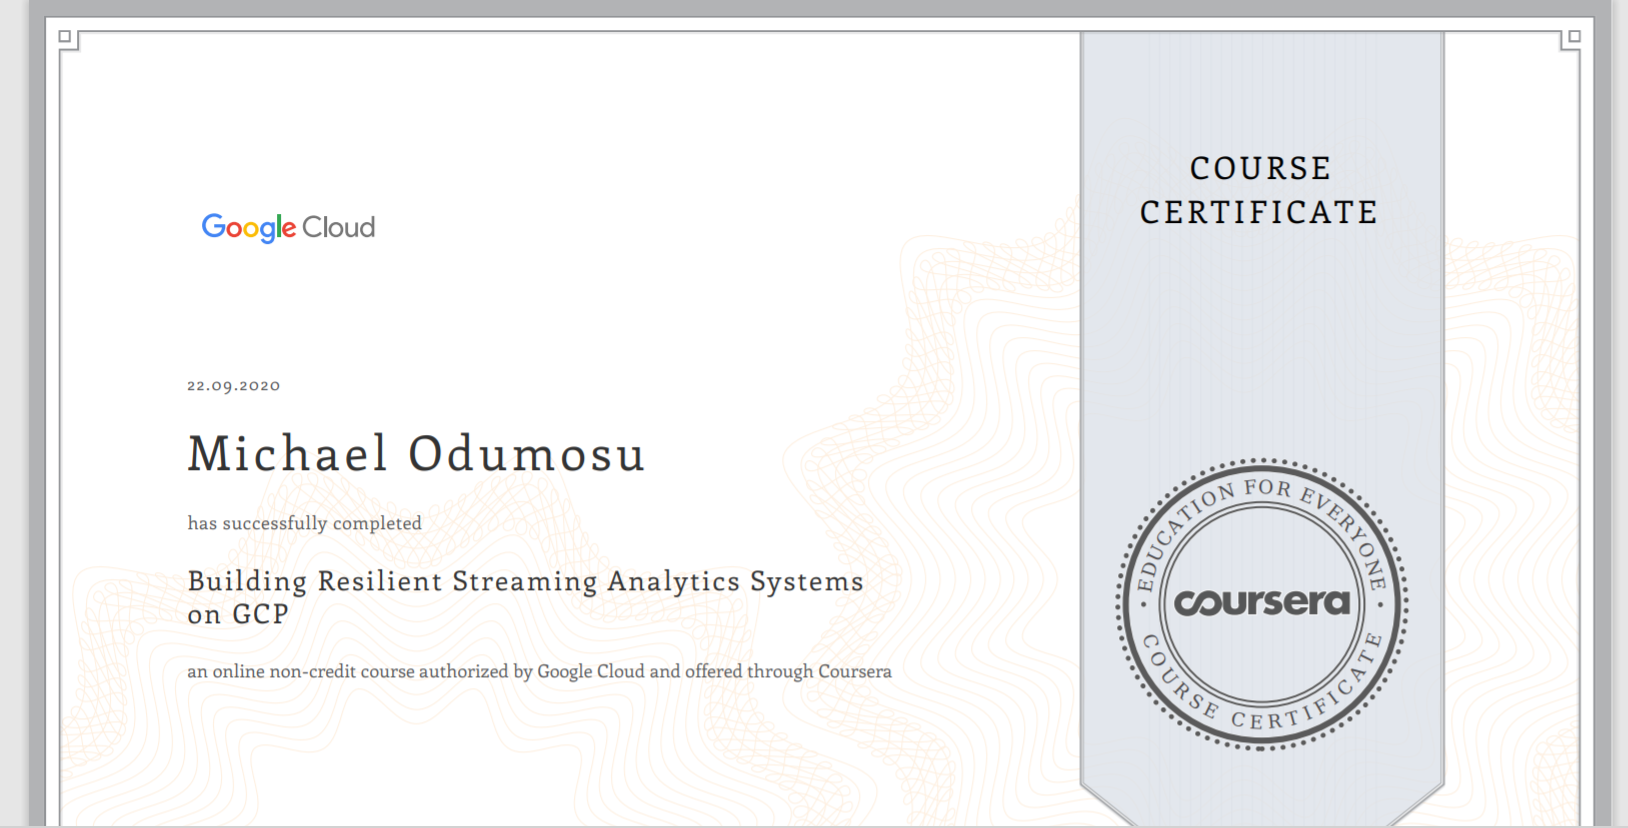 COURSE
CERTIFICATE
Google Cloud
22.09.2020
Michael Odumosu
has successfully completed
Building Resilient Streaming Analytics Systems
on GCP
an online non-credit course authorized by Google Cloud and offered through Coursera
EDUCATION FOR EVERYONE
coursera
COURSE CERTIFICATE